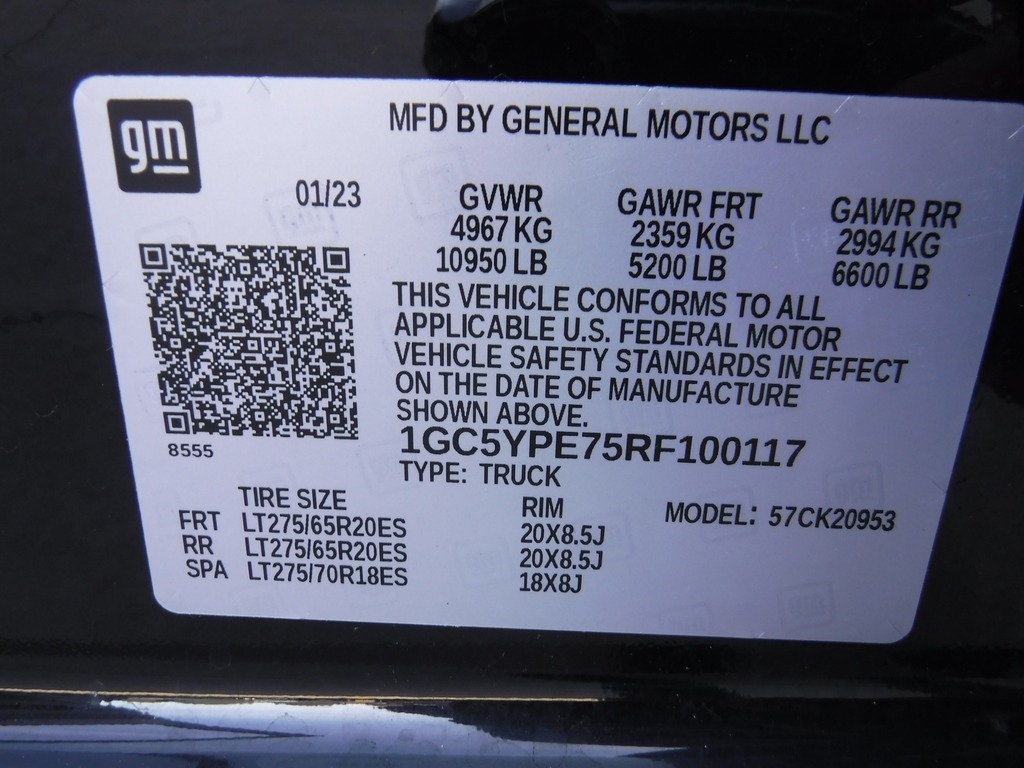 gm
MFD BY GENERAL MOTORS LLC
01/23
GVWR GAWR FRT GAWR RR
4967 KG 2359 KG 2994 KG
10950 LB 5200 LB 6600 LB
THIS VEHICLE CONFORMS TO ALL
APPLICABLE U.S. FEDERAL MOTOR
VEHICLE SAFETY STANDARDS IN EFFECT
ON THE DATE OF MANUFACTURE
SHOWN ABOVE.
8555
1GC5YPE75RF100117
TYPE: TRUCK
TIRE SIZE RIM MODEL: 57CK20953
FRT LT275/65R20ES 20X8.5J
RR LT275/65R20ES 20X8.5J
SPA LT275/70R18ES 18X8J